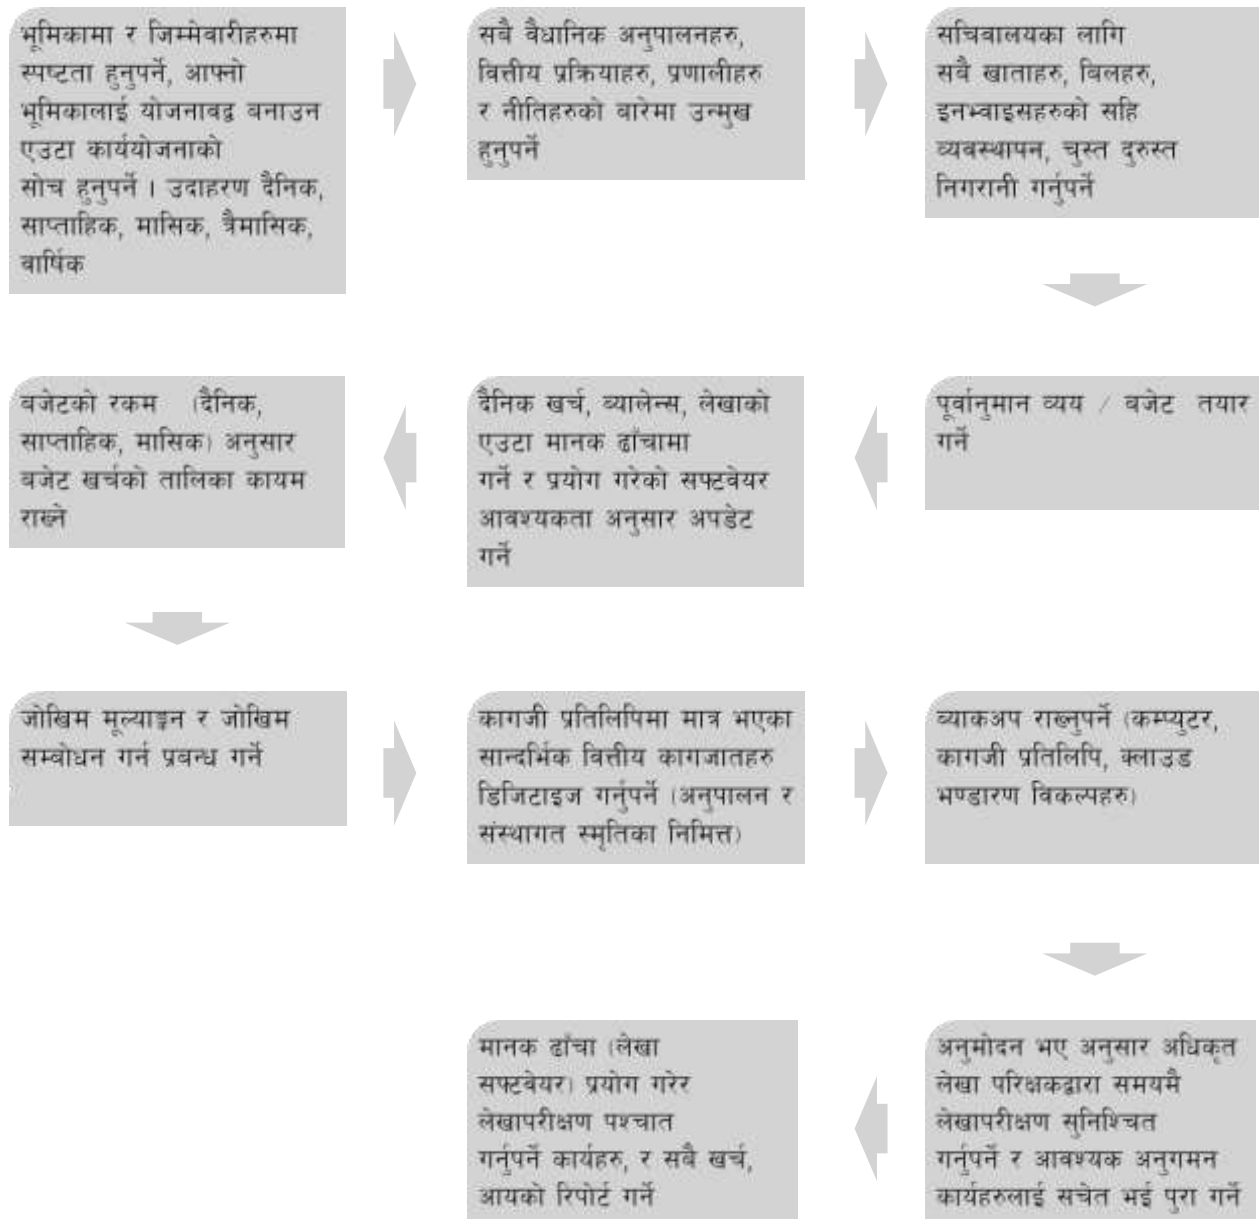 भूमिकामा र जिम्मेवारीहरुमा
स्पष्टता हुनुपर्ने, आफ्नो
भूमिकालाई योजनावद्ध बनाउन
एउटा कार्ययोजनाको
सोच हुनुपर्ने । उदाहरण दैनिक,
साप्ताहिक, मासिक, त्रैमासिक,
वार्षिक
सबै वैधानिक अनुपालनहरु,
वित्तीय प्रक्रियाहरु, प्रणालीहरु
र नीतिहरुको बारेमा उन्मुख
हुनुपर्ने
सचिवालयका लागि
सबै खाताहरु, बिलहरु,
इनभ्वाइसहरुको सहि
व्यवस्थापन, चुस्त दुरुस्त
निगरानी गर्नुपर्ने
पूर्वानुमान व्यय / बजेट तयार
गर्ने
दैनिक खर्च, ब्यालेन्स, लेखाको
एउटा मानक ढाँचामा
गर्ने र प्रयोग गरेको सफ्टवेयर
आवश्यकता अनुसार अपडेट
गर्ने
बजेटको रकम (दैनिक,
साप्ताहिक, मासिक) अनुसार
बजेट खर्चको तालिका कायम
राख्ने
जोखिम मूल्याङ्कन र जोखिम
सम्बोधन गर्न प्रबन्ध गर्ने
कागजी प्रतिलिपिमा मात्र भएका
सान्दर्भिक वित्तीय कागजातहरु
डिजिटाइज गर्नुपर्ने (अनुपालन र
संस्थागत स्मृतिका निमित्त)
ब्याकअप राख्नुपर्ने (कम्प्युटर,
कागजी प्रतिलिपि, क्लाउड
भण्डारण विकल्पहरु)
अनुमोदन भए अनुसार अधिकृत
लेखा परिक्षकद्वारा समयमै
लेखापरीक्षण सुनिश्चित
गर्नुपर्ने र आवश्यक अनुगमन
कार्यहरुलाई सचेत भई पुरा गर्ने
मानक ढाँचा (लेखा
सफ्टवेयर) प्रयोग गरेर
लेखापरीक्षण पश्चात
गर्नुपर्ने कार्यहरु, र सबै खर्च,
आयको रिपोर्ट गर्ने